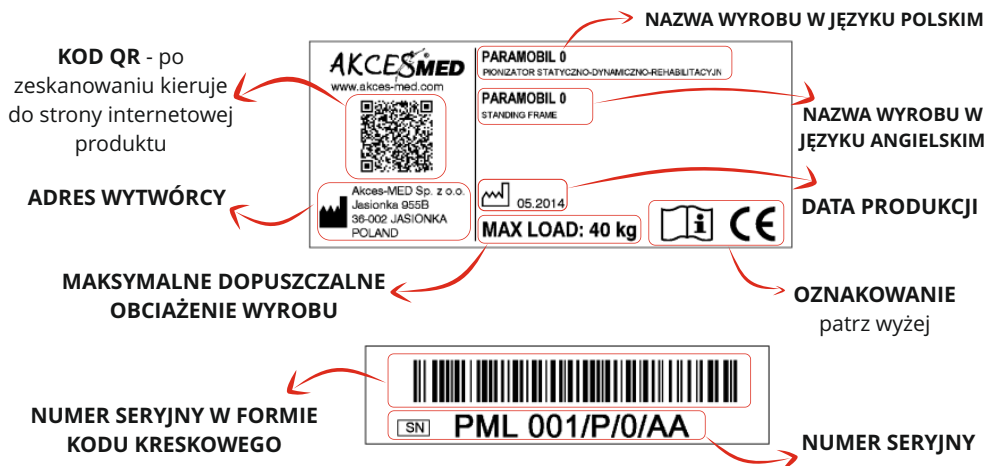 NAZWA WYROBU W JĘZYKU POLSKIM
KOD QR - po
zeskanowaniu kieruje
do strony internetowej
produktu
AKCESMED
www.akces-med.com
PARAMOBIL 0
PIONIZATOR STATYCZNO-DYNAMICZNO-REHABILITACYJN
PARAMOBIL 0
STANDING FRAME
NAZWA WYROBU W
JĘZYKU ANGIELSKIM
ADRES WYTWÓRCY
Akces-MED Sp. z o.o.
Jasionka 955B
36-002 JASIONKA
POLAND
05.2014
MAX LOAD: 40 kg
i CE
DATA PRODUKCJI
MAKSYMALNE DOPUSZCZALNE
OBCIAŻENIE WYROBU
OZNAKOWANIE
patrz wyżej
NUMER SERYJNY W FORMIE
KODU KRESKOWEGO
SN PML 001/P/0/AA
NUMER SERYJNY